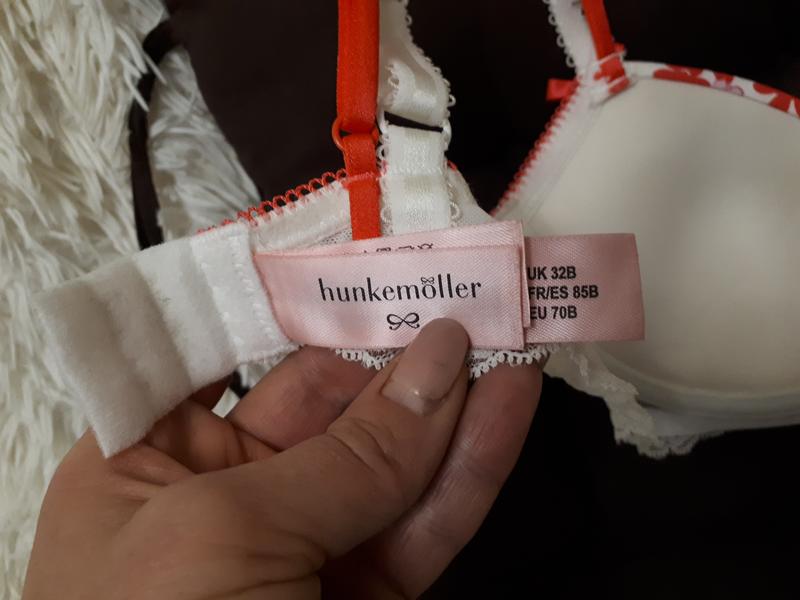 hunkemöller
UK 32B
FR/ES 85B
EU 70B